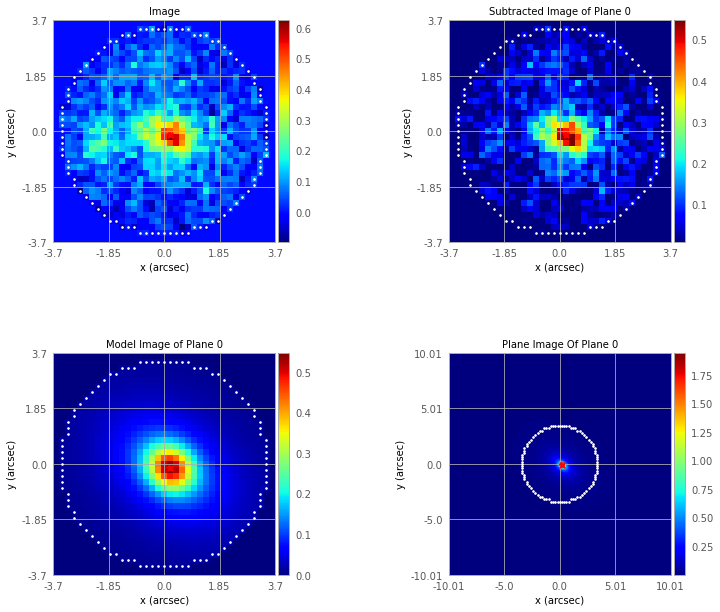 Image
3.7
1.85
0.0
-1.85
-3.7
y (arcsec)
-3.7 -1.85 0.0 1.85 3.7
x (arcsec)
0.6
0.5
0.4
0.3
0.2
0.1
0.0
Subtracted Image of Plane 0
3.7
1.85
0.0
-1.85
-3.7
y (arcsec)
-3.7 -1.85 0.0 1.85 3.7
x (arcsec)
0.5
0.4
0.3
0.2
0.1
Model Image of Plane 0
3.7
1.85
0.0
-1.85
-3.7
y (arcsec)
-3.7 -1.85 0.0 1.85 3.7
x (arcsec)
0.5
0.4
0.3
0.2
0.1
0.0
Plane Image Of Plane 0
10.01
5.01
0.0
-5.0
-10.01
y (arcsec)
-10.01 -5.0 0.0 5.01 10.01
x (arcsec)
1.75
1.50
1.25
1.00
0.75
0.50
0.25